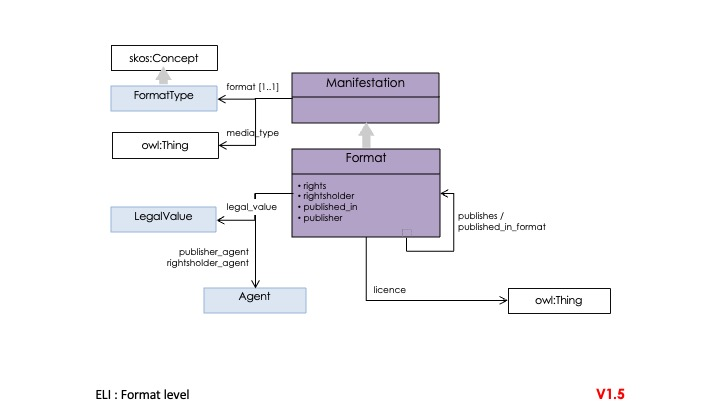 skos:Concept
FormatType
format [1..1]
Manifestation
media_type
owl:Thing
Format
• rights
• rightsholder
• published_in
• publisher
legal_value
LegalValue
publishes /
published_in_format
publisher_agent
rightsholder_agent
Agent
licence
owl:Thing
ELI : Format level
V1.5